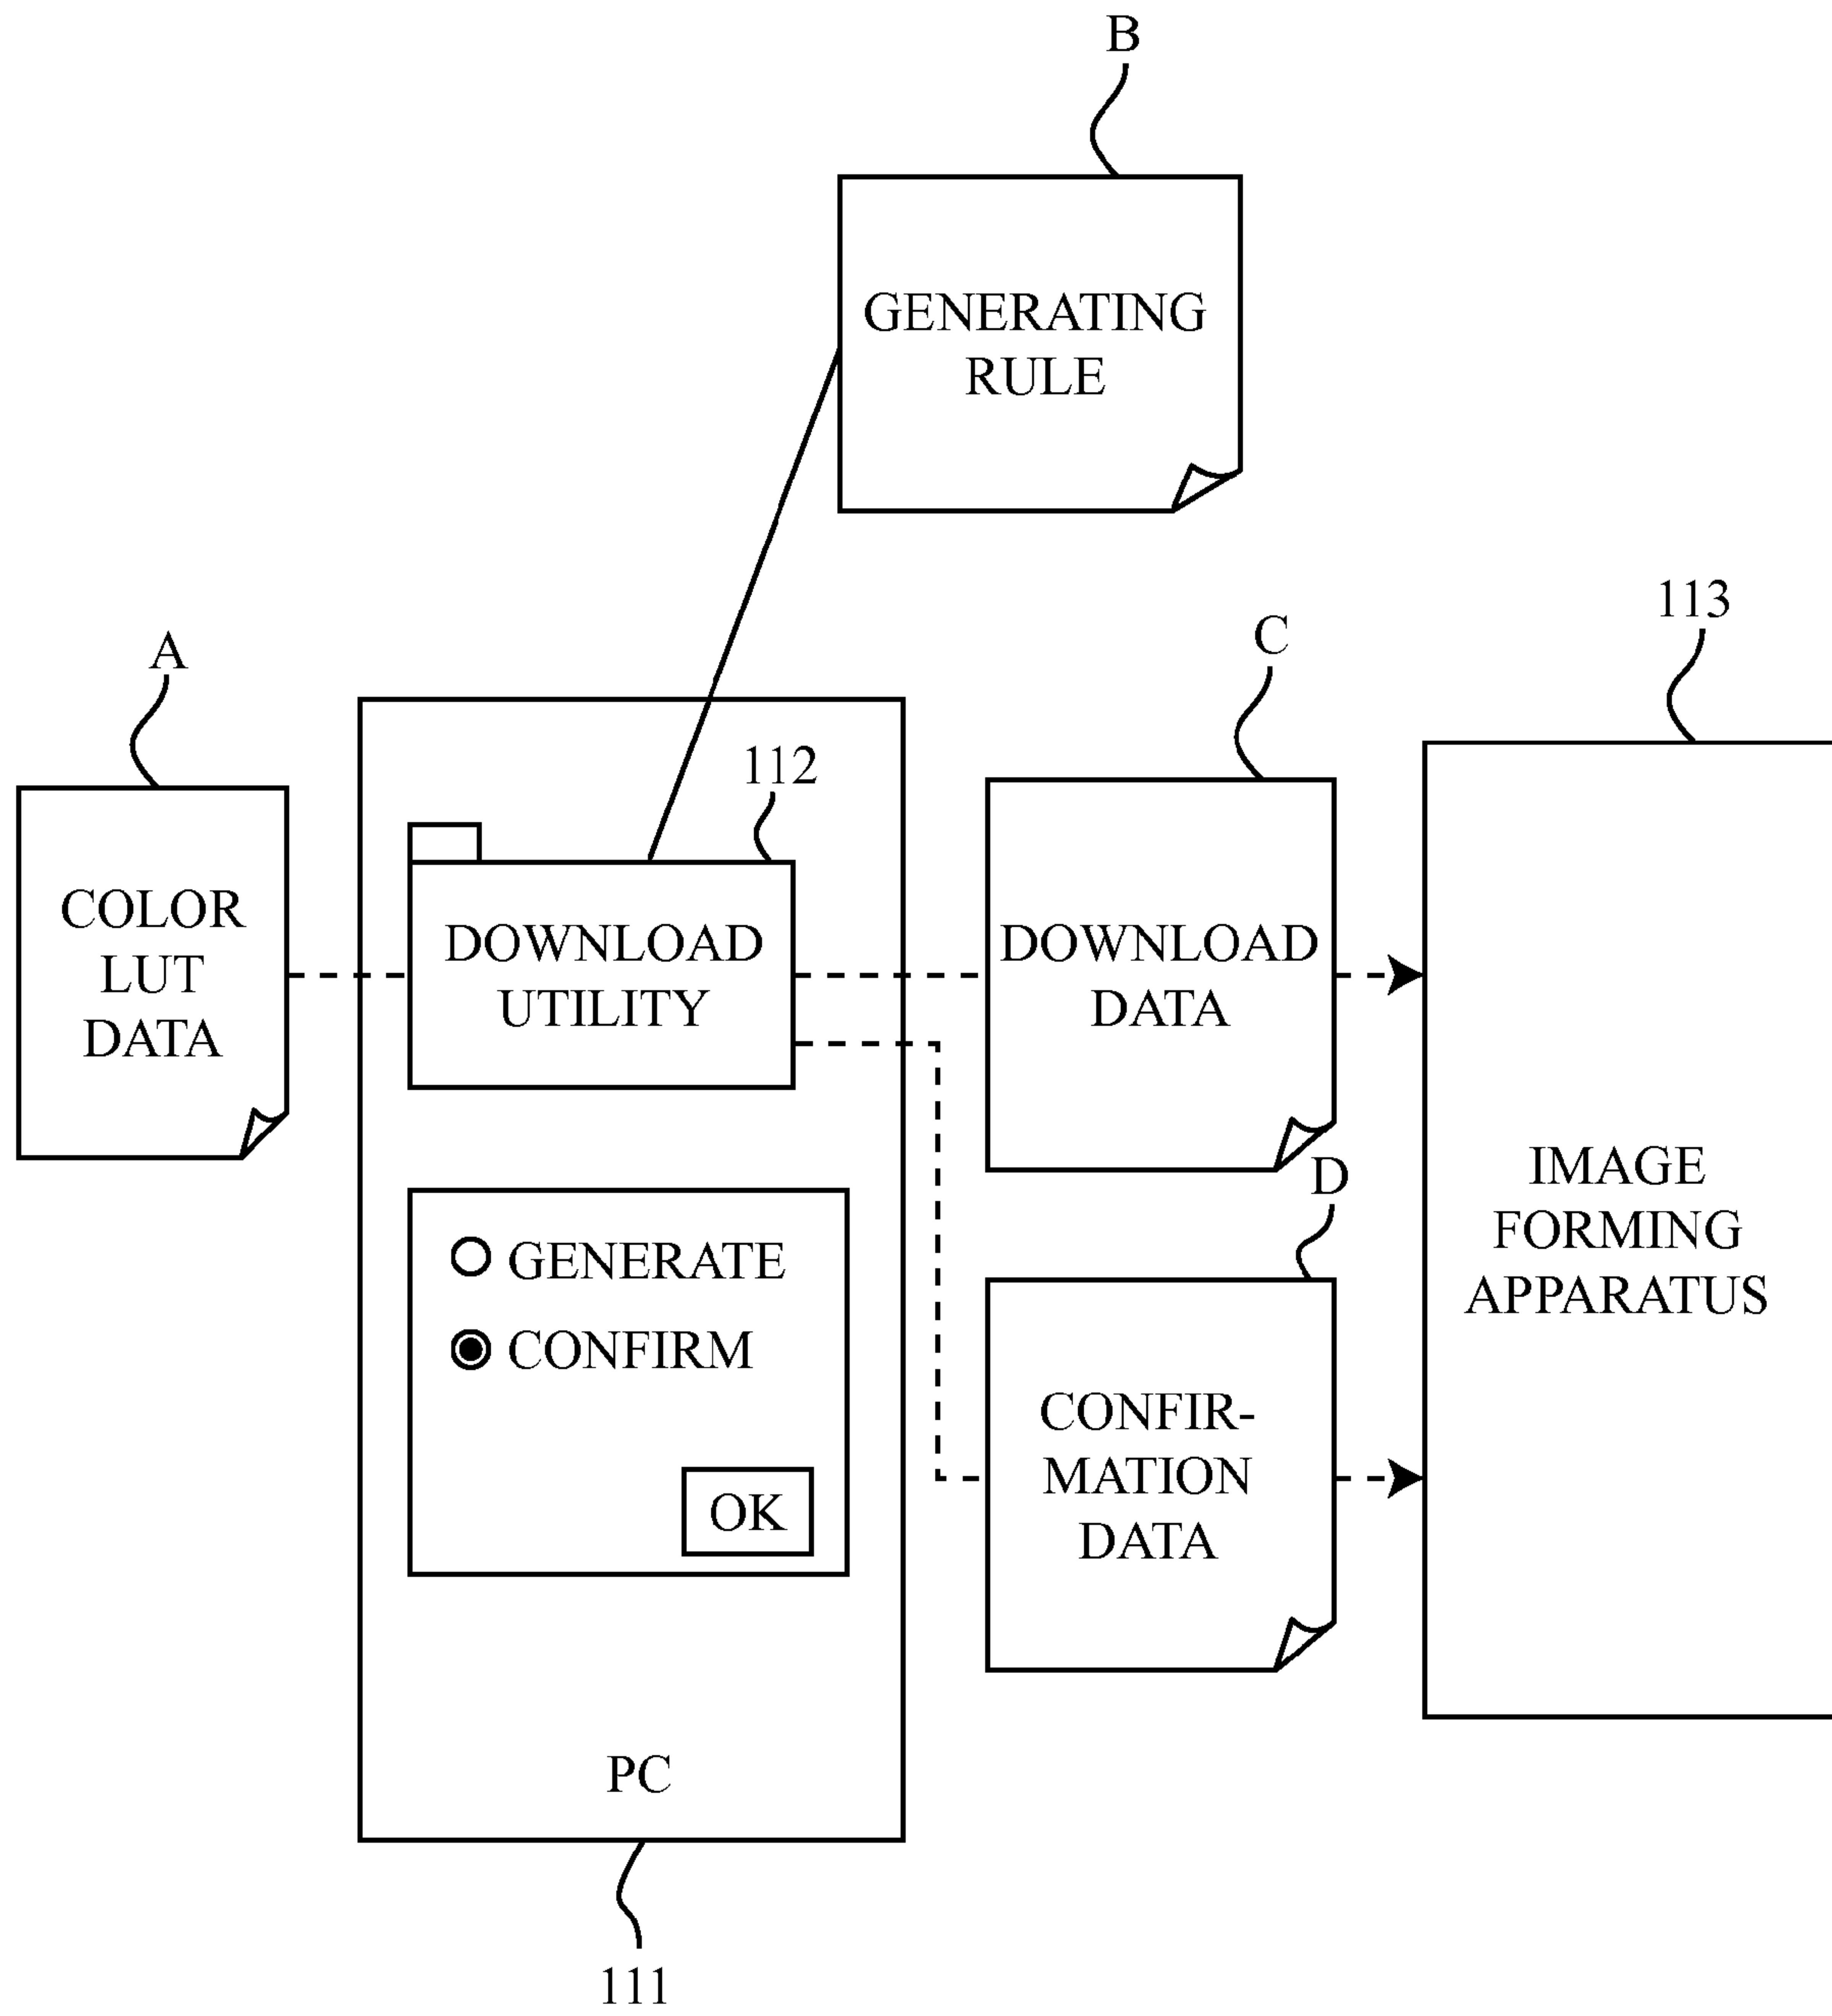 B
GENERATING
RULE
113
C
A
112
COLOR
LUT
DATA
DOWNLOAD
UTILITY
DOWNLOAD
DATA
D
GENERATE
CONFIRM
OK
CONFIR-
MATION
DATA
IMAGE
FORMING
APPARATUS
PC
111